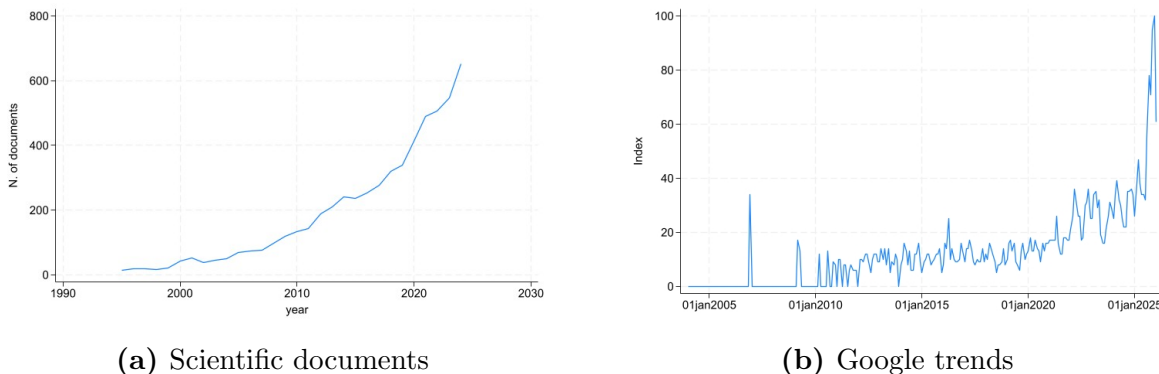 800
600
400
200
0
N. of documents
1990
2000
2010
2020
2030
year
(a) Scientific documents
100
80
60
40
20
0
Index
01jan2005
01jan2010
01jan2015
01jan2020
01jan2025
(b) Google trends